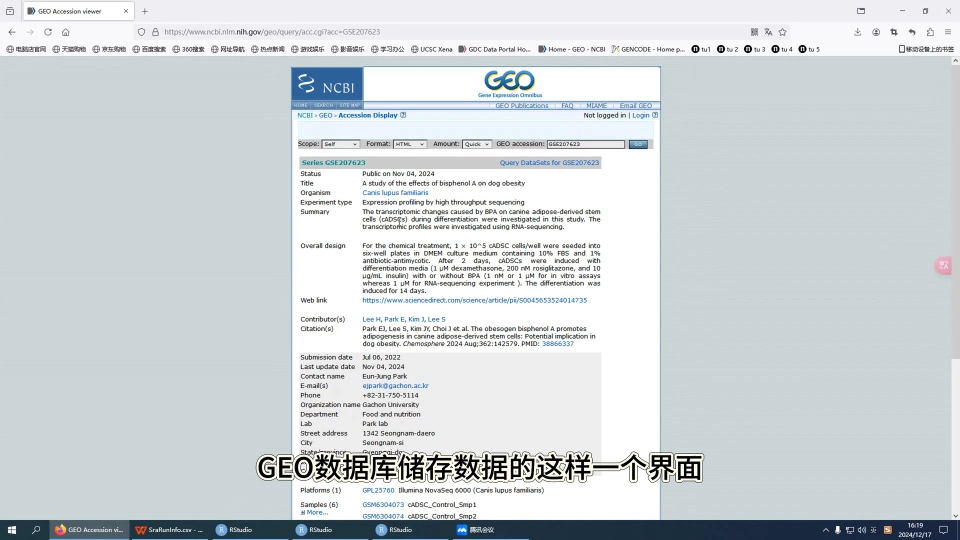 GEO Accession viewer
https://www.ncbi.nlm.nih.gov/geo/query/acc.cgi?acc=GSE207623
电脑店官网 天猫购物 京东购物 百度搜索 360搜索 网址导航 热点新闻 游戏娱乐 影音娱乐 学习办公 UCSC Xena GDC Data Portal Ho... Home - GEO - NCBI GENCODE - Home p... tu1 tu 2 tu 3 tu 4 tu 5 移动设备上的书签
NCBI
GEO
Gene Expression Omnibus
HOME SEARCH SITE MAP
GEO Publications FAQ MIAME Email GEO
NCBI > GEO > Accession Display
Not logged in | Login
Scope: Self Format: HTML Amount: Quick GEO accession: GSE207623 GO
Series GSE207623 Query DataSets for GSE207623
Status Public on Nov 04, 2024
Title A study of the effects of bisphenol A on dog obesity
Organism Canis lupus familiaris
Experiment type Expression profiling by high throughput sequencing
Summary The transcriptomic changes caused by BPA on canine adipose-derived stem
cells (cADSCs) during differentiation were investigated in this study. The
transcriptomic profiles were investigated using RNA-sequencing.
Overall design For the chemical treatment, 1 × 10^5 cADSC cells/well were seeded into
six-well plates in DMEM culture medium containing 10% FBS and 1%
antibiotic-antimycotic. After 2 days, cADSCs were induced with
differentiation media (1 μM dexamethasone, 200 nM rosiglitazone, and 10
μg/mL insulin) with or without BPA (1 nM or 1 μM for in vitro assays
whereas 1 μM for RNA-sequencing experiment ). The differentiation was
induced for 14 days.
Web link https://www.sciencedirect.com/science/article/pii/S0045653524014735
Contributor(s) Lee H, Park E, Kim J, Lee S
Citation(s) Park EJ, Lee S, Kim JY, Choi J et al. The obesogen bisphenol A promotes
adipogenesis in canine adipose-derived stem cells: Potential implication in
dog obesity. Chemosphere 2024 Aug;362:142579. PMID: 38866337
Submission date Jul 06, 2022
Last update date Nov 04, 2024
Contact name Eun-Jung Park
E-mail(s) ejpark@gachon.ac.kr
Phone +82-31-750-5114
Organization name Gachon University
Department Food and nutrition
Lab Park lab
Street address 1342 Seongnam-daero
City Seongnam-si
GEO数据库储存数据的这样一个界面
Platforms (1) GPL25760 Illumina NovaSeq 6000 (Canis lupus familiaris)
Samples (6) GSM6304073 cADSC_Control_Smp1
More... GSM6304074 cADSC_Control_Smp2
GEO Accession vi... SraRunInfo.csv - ... RStudio RStudio RStudio 腾讯会议
英
16:19
2024/12/17